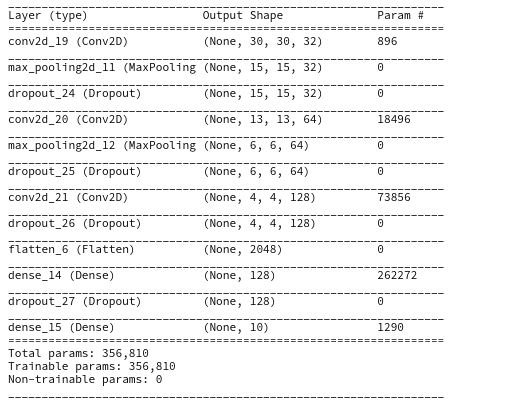 Layer (type) Output Shape Param #
conv2d_19 (Conv2D) (None, 30, 30, 32) 896
max_pooling2d_11 (MaxPooling (None, 15, 15, 32) 0
dropout_24 (Dropout) (None, 15, 15, 32) 0
conv2d_20 (Conv2D) (None, 13, 13, 64) 18496
max_pooling2d_12 (MaxPooling (None, 6, 6, 64) 0
dropout_25 (Dropout) (None, 6, 6, 64) 0
conv2d_21 (Conv2D) (None, 4, 4, 128) 73856
dropout_26 (Dropout) (None, 4, 4, 128) 0
flatten_6 (Flatten) (None, 2048) 0
dense_14 (Dense) (None, 128) 262272
dropout_27 (Dropout) (None, 128) 0
dense_15 (Dense) (None, 10) 1290
Total params: 356,810
Trainable params: 356,810
Non-trainable params: 0